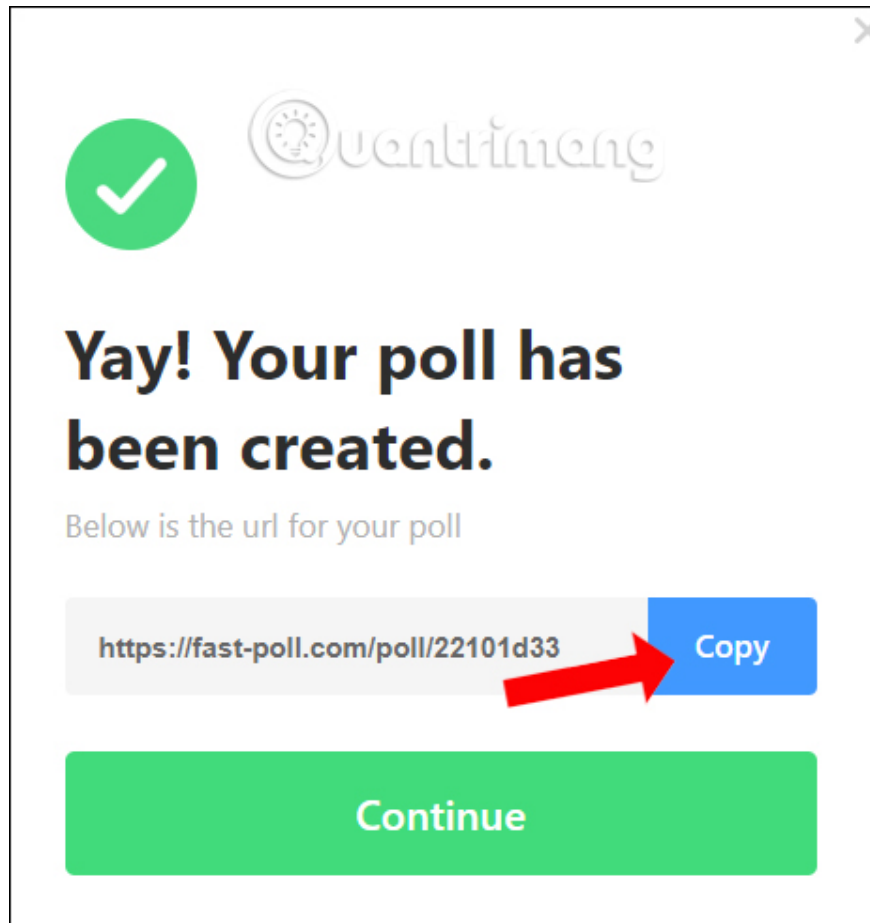 Quantrimang
Yay! Your poll has
been created.
Below is the url for your poll
https://fast-poll.com/poll/22101d33
Copy
Continue